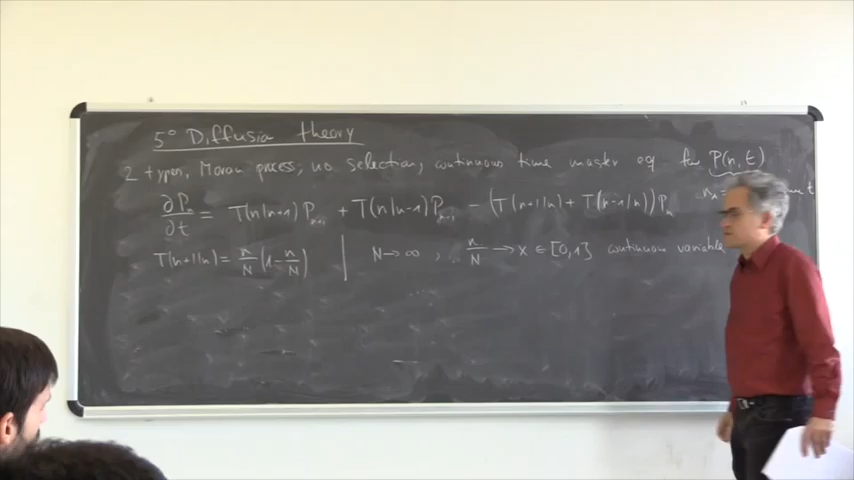 5° Diffusion theory
2 types, Moran process, no selection, continuous time master eq for P(n,t)
∂Pₙ/∂t = T(n|n+1) Pₙ₊₁ + T(n|n-1) Pₙ₋₁ - (T(n+1|n) + T(n-1|n)) Pₙ
T(n+1|n) = n/N (1 - n/N) | N → ∞ , n/N → x ∈ [0,1] continuous variable